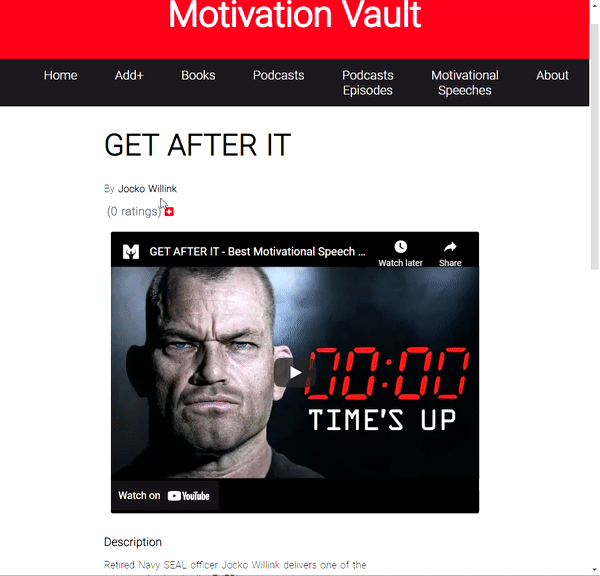 Motivation Vault
Home Add+ Books Podcasts Podcasts Episodes Motivational Speeches About
GET AFTER IT
By Jocko Willink
(0 ratings)
GET AFTER IT - Best Motivational Speech ...
Watch later Share
00:00
TIME'S UP
Watch on YouTube
Description
Retired Navy SEAL officer Jocko Willink delivers one of the